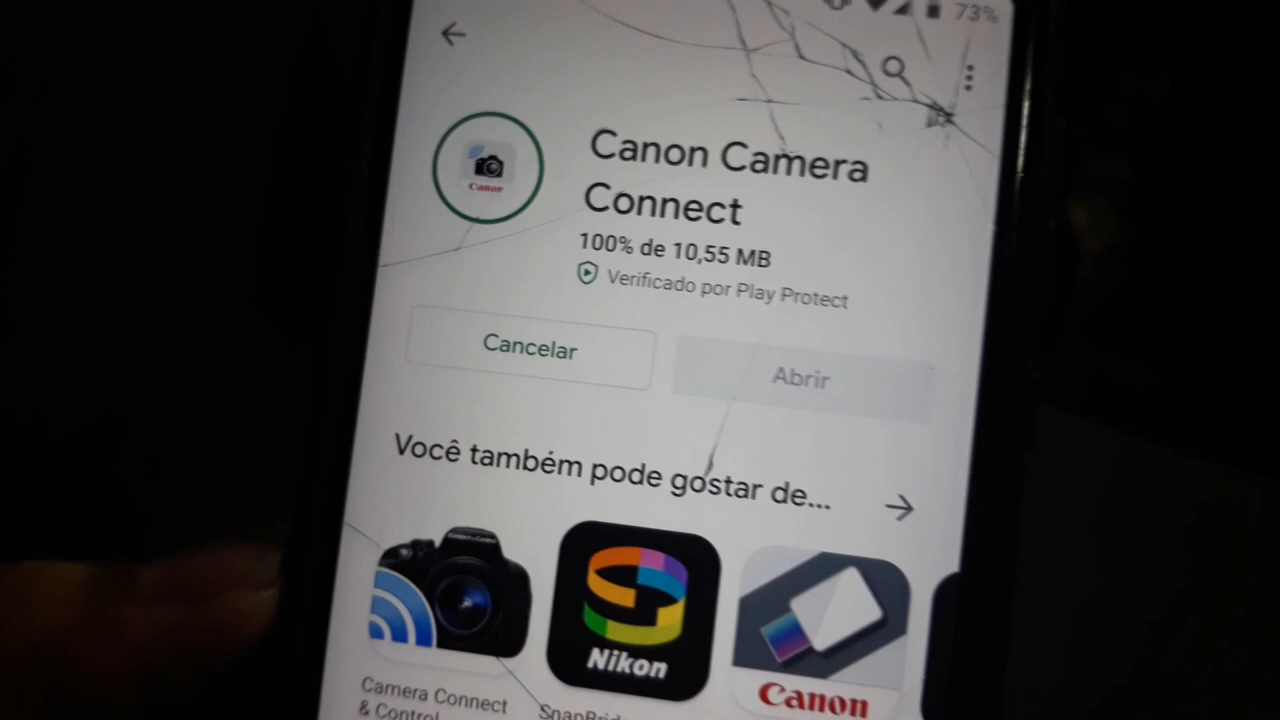 73%
Canon
Canon Camera
Connect
100% de 10,55 MB
Verificado por Play Protect
Cancelar
Abrir
Você também pode gostar de...
Nikon
Canon
Camera Connect
& Control